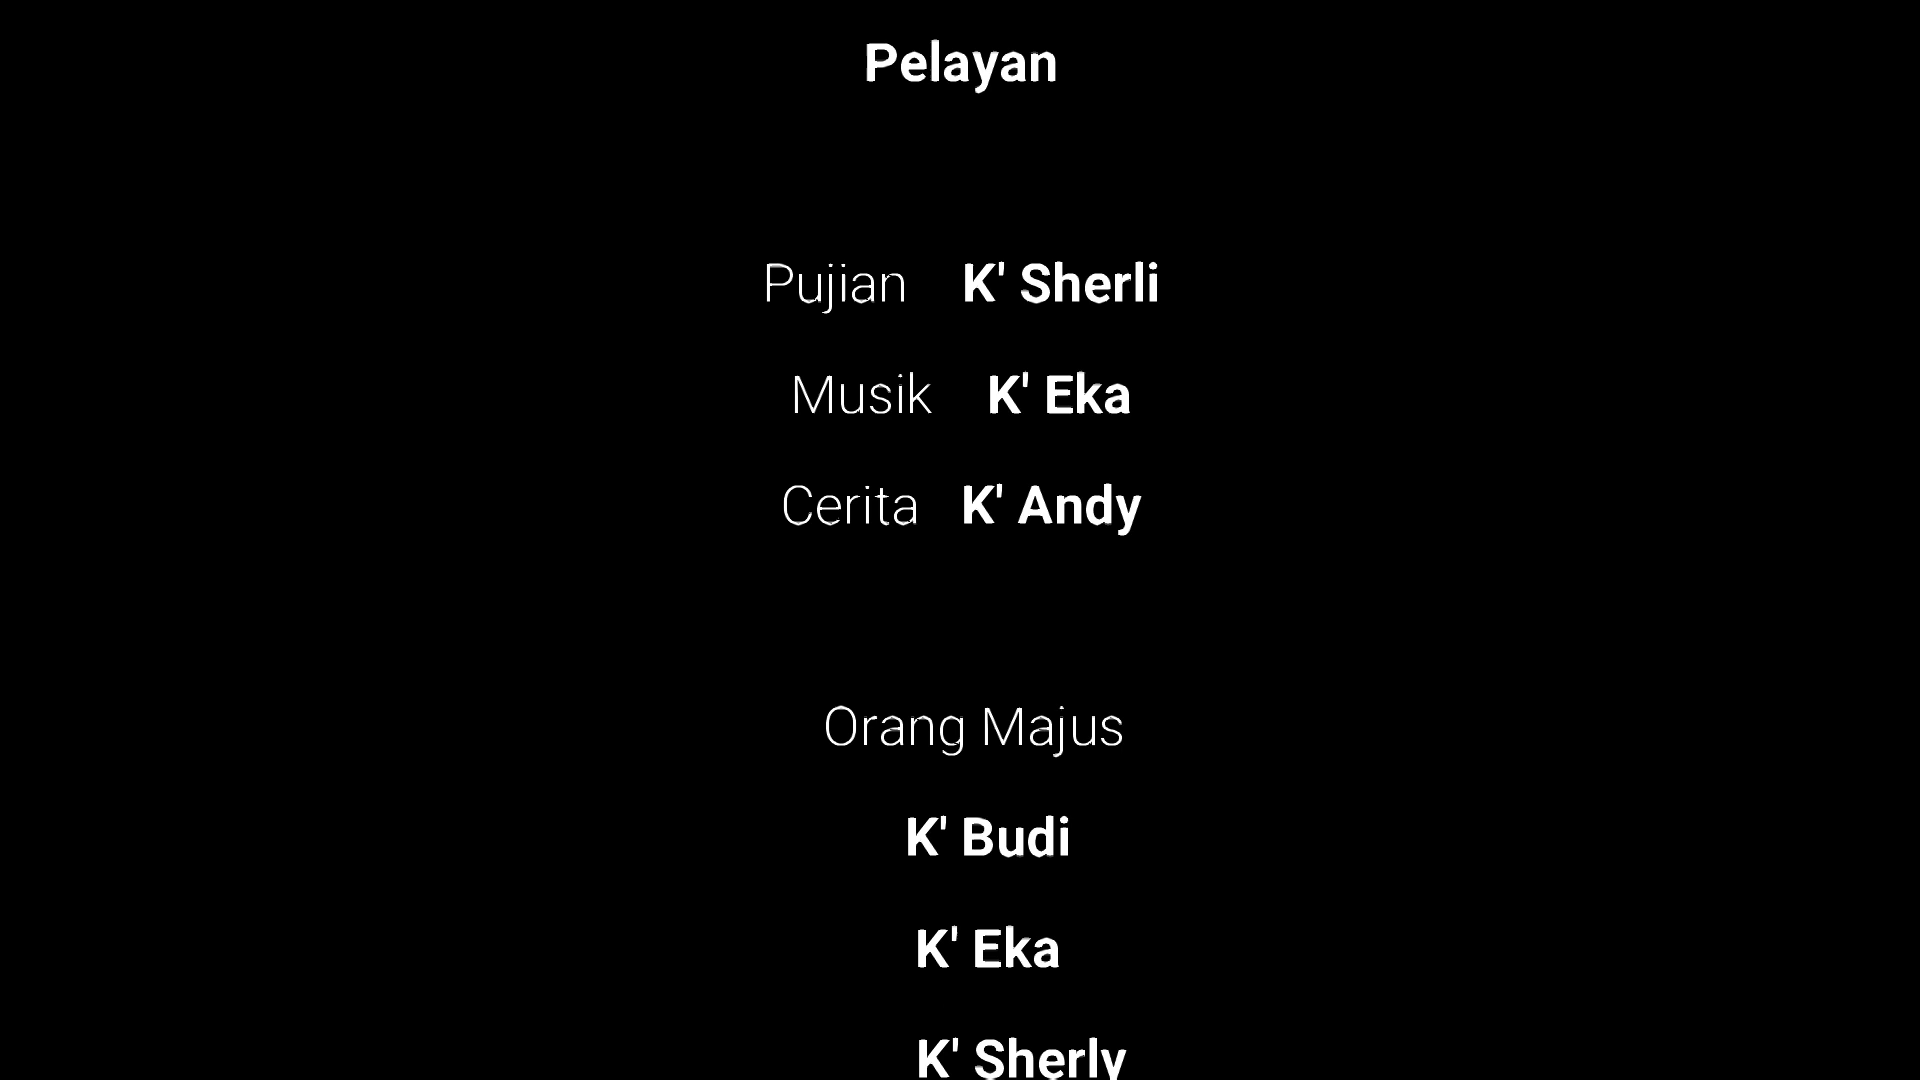 Pelayan
Pujian K' Sherli
Musik K' Eka
Cerita K' Andy
Orang Majus
K' Budi
K' Eka
K' Sherly